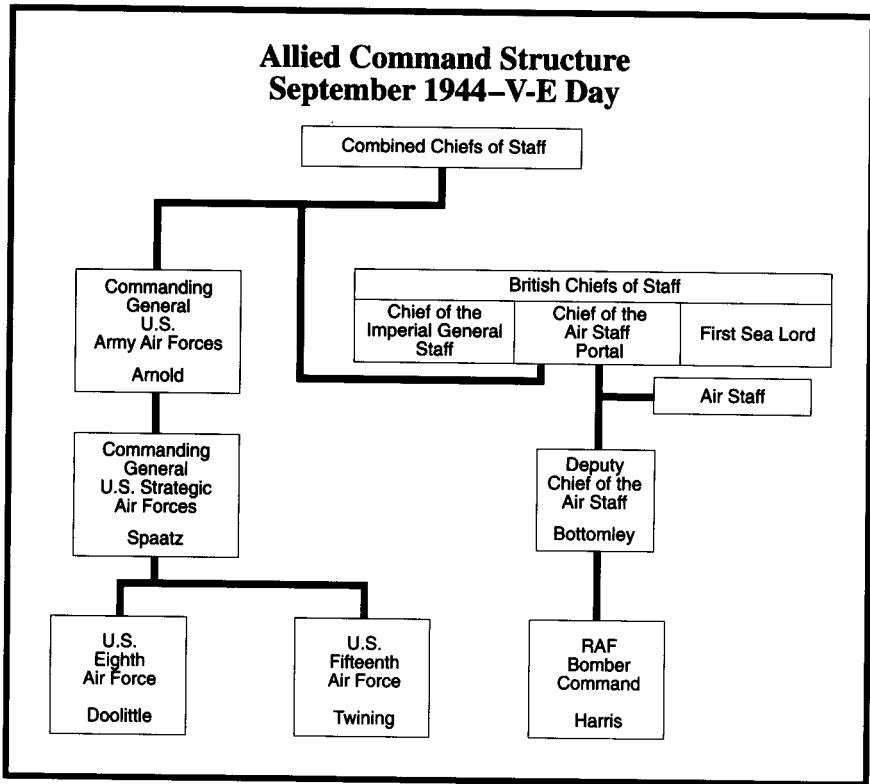 Allied Command Structure
September 1944–V-E Day
Combined Chiefs of Staff
Commanding
General
U.S.
Army Air Forces
Arnold
British Chiefs of Staff
Chief of the
Imperial General
Staff
Chief of the
Air Staff
Portal
First Sea Lord
Air Staff
Commanding
General
U.S. Strategic
Air Forces
Spaatz
Deputy
Chief of the
Air Staff
Bottomley
U.S.
Eighth
Air Force
Doolittle
U.S.
Fifteenth
Air Force
Twining
RAF
Bomber
Command
Harris